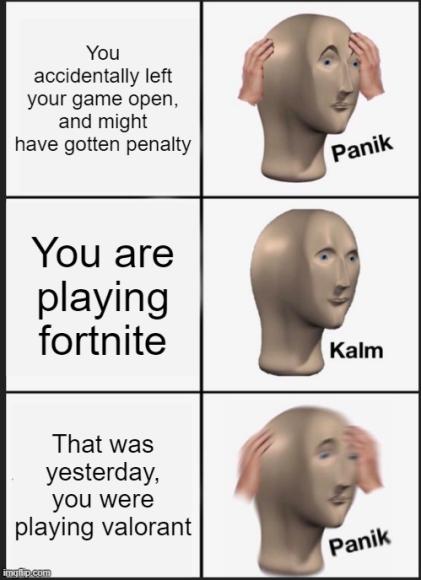 You
accidentally left
your game open,
and might
have gotten penalty
Panik
You are
playing
fortnite
Kalm
That was
yesterday,
you were
playing valorant
Panik
imgflip.com